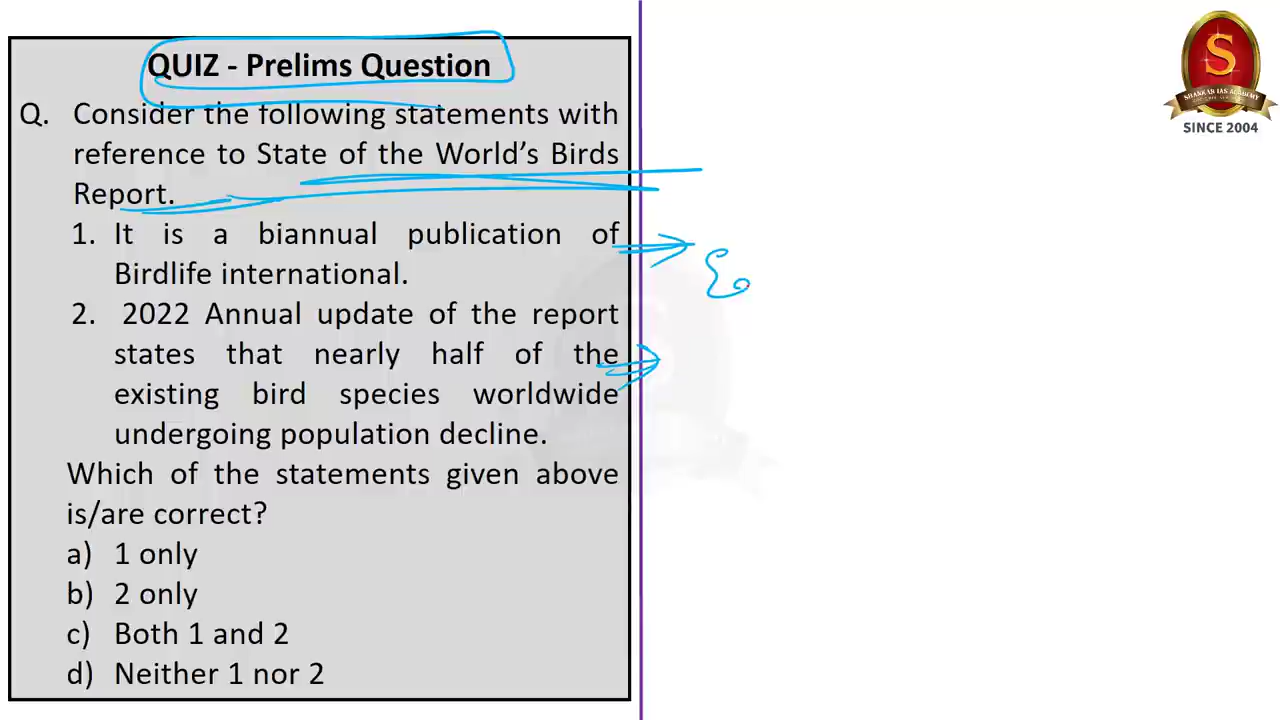 QUIZ - Prelims Question
Q. Consider the following statements with
reference to State of the World's Birds
Report.
1. It is a biannual publication of
Birdlife international.
2. 2022 Annual update of the report
states that nearly half of the
existing bird species worldwide
undergoing population decline.
Which of the statements given above
is/are correct?
a) 1 only
b) 2 only
c) Both 1 and 2
d) Neither 1 nor 2
S
SHANKAR IAS ACADEMY
SINCE 2004